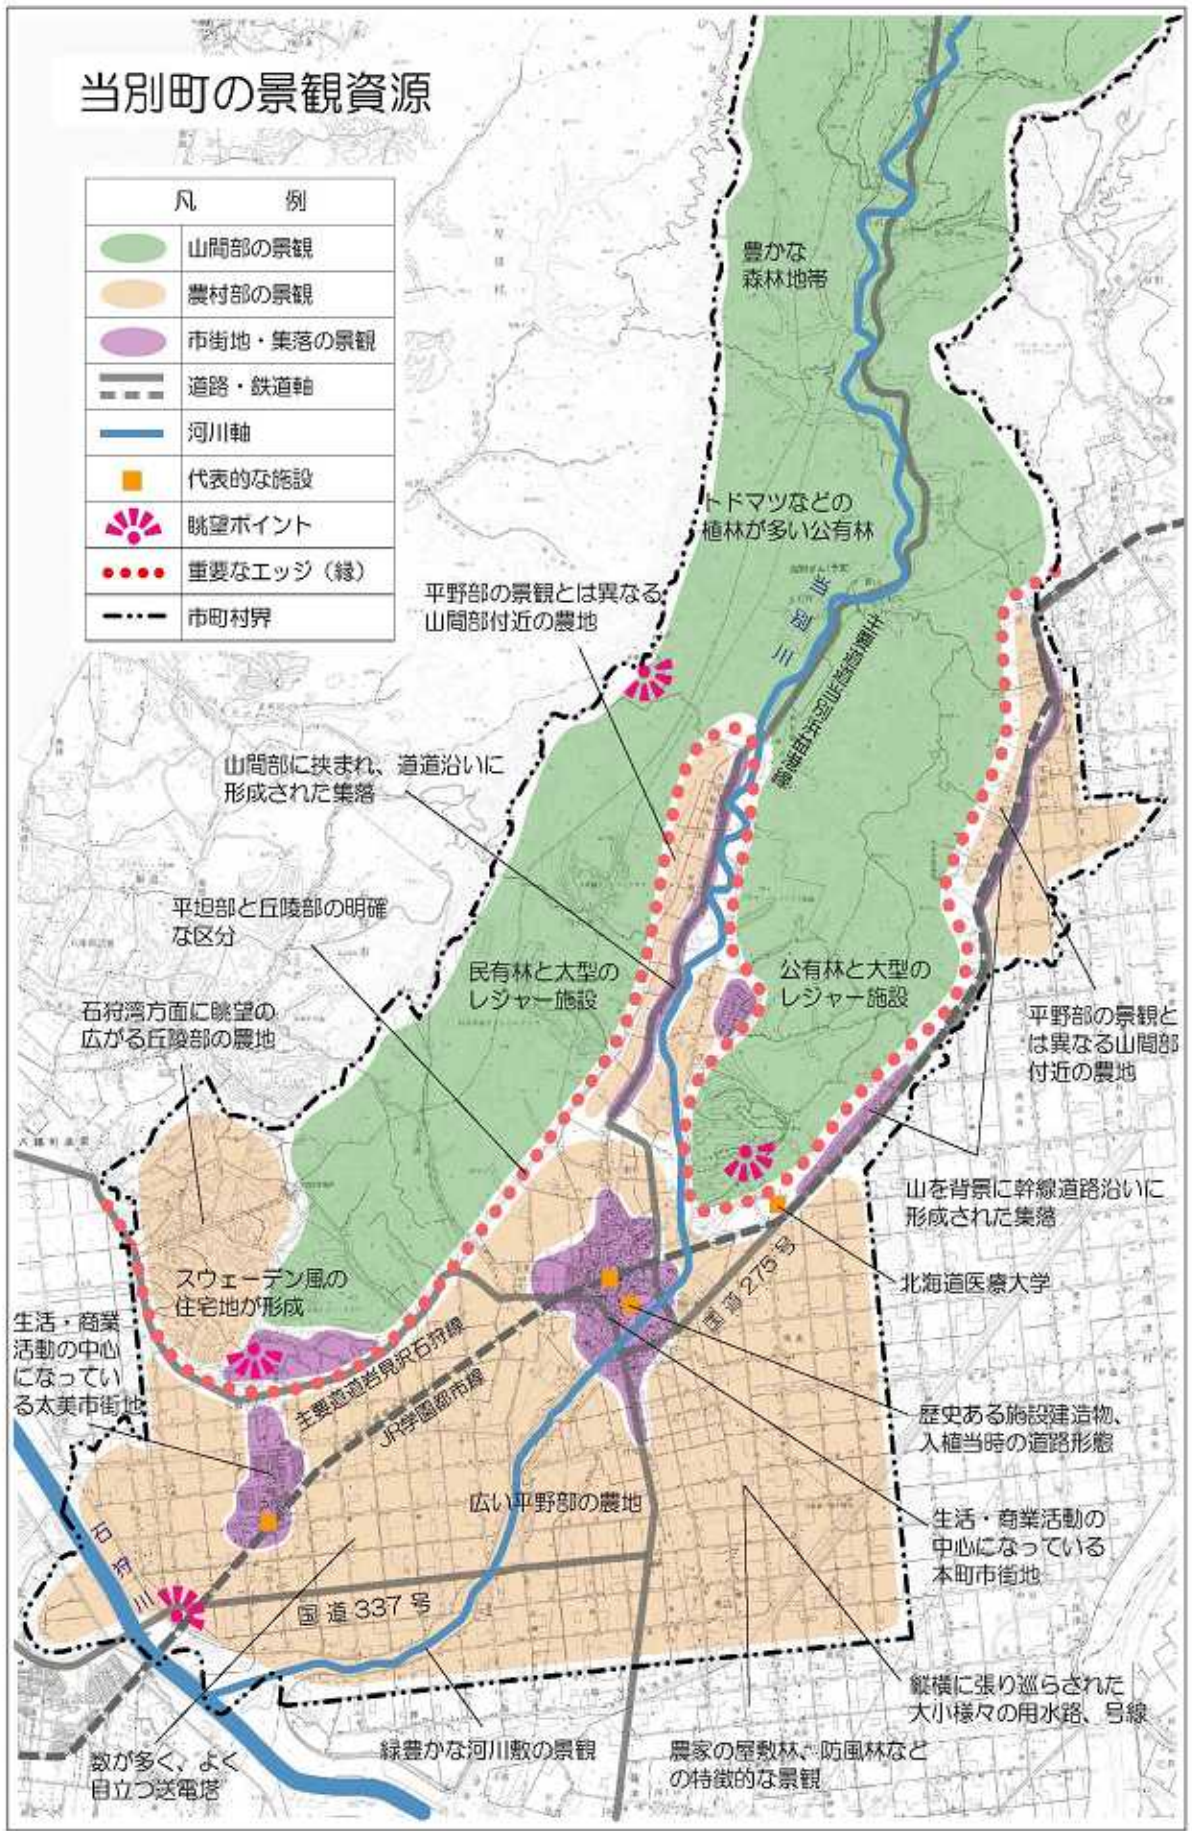 当別町の景観資源
凡 例
山間部の景観
農村部の景観
市街地・集落の景観
道路・鉄道軸
河川軸
代表的な施設
眺望ポイント
重要なエッジ(縁)
市町村界
豊かな
森林地帯
トドマツなどの
植林が多い公有林
平野部の景観とは異なる
山間部付近の農地
当別川
主要道道当別浜益港線
山間部に挟まれ、道道沿いに
形成された集落
平坦部と丘陵部の明確
な区分
民有林と大型の
レジャー施設
公有林と大型の
レジャー施設
石狩湾方面に眺望の
広がる丘陵部の農地
平野部の景観と
は異なる山間部
付近の農地
山を背景に幹線道路沿いに
形成された集落
北海道医療大学
国道275号
スウェーデン風の
住宅地が形成
生活・商業
活動の中心
になってい
る太美市街地
主要道道岩見沢石狩線
JR学園都市線
歴史ある施設建造物、
入植当時の道路形態
広い平野部の農地
生活・商業活動の
中心になっている
本町市街地
石狩川
国道337号
縦横に張り巡らされた
大小様々の用水路、号線
数が多く、よく
目立つ送電塔
緑豊かな河川敷の景観
農家の屋敷林、防風林など
の特徴的な景観